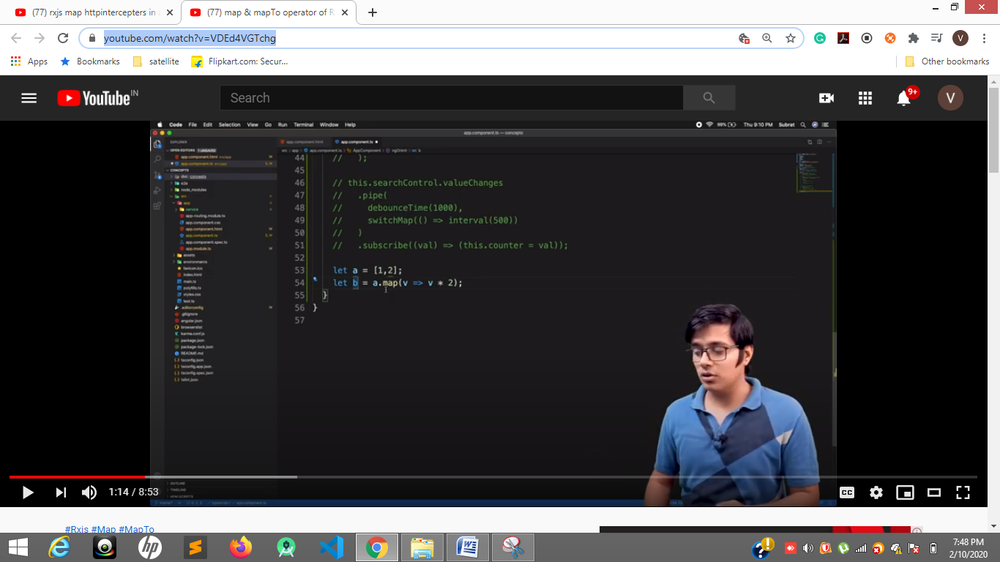 (77) rxjs map httpintercepters in
(77) map & mapTo operator of R
youtube.com/watch?v=VDEd4VGTchg
V
Apps
Bookmarks
satellite
Flipkart.com: Secur...
Other bookmarks
YouTube IN
Search
9+
V
Code File Edit Selection View Go Run Terminal Window Help
99%
Thu 9:10 PM Subrat
app.component.ts — concepts
EXPLORER
app.component.html
app.component.ts
OPEN EDITORS 1 UNSAVED
app.component.html src/app M
app.component.ts src/app 3, M
src > app > app.component.ts > AppComponent > ngOnInit > b
CONCEPTS
dist
e2e
node_modules
src
app
service
app-routing.module.ts
app.component.css
app.component.html M
app.component.ts 3, M
app.component.spec.ts
app.module.ts M
assets
environments
favicon.ico
index.html
main.ts
polyfills.ts
styles.css
test.ts
.editorconfig M
.gitignore
angular.json
browserslist
karma.conf.js
package.json
package-lock.json
README.md
tsconfig.json
tsconfig.app.json
tsconfig.spec.json
tslint.json
OUTLINE
TIMELINE
NPM SCRIPTS
44 // );
45
46 // this.searchControl.valueChanges
47 // .pipe(
48 // debounceTime(1000),
49 // switchMap(() => interval(500))
50 // )
51 // .subscribe((val) => (this.counter = val));
52
53 let a = [1,2];
54 let b = a.map(v => v * 2);
55 }
56 }
57
1:14 / 8:53
CC
#Rxjs #Map #MapTo
7:48 PM
2/10/2020